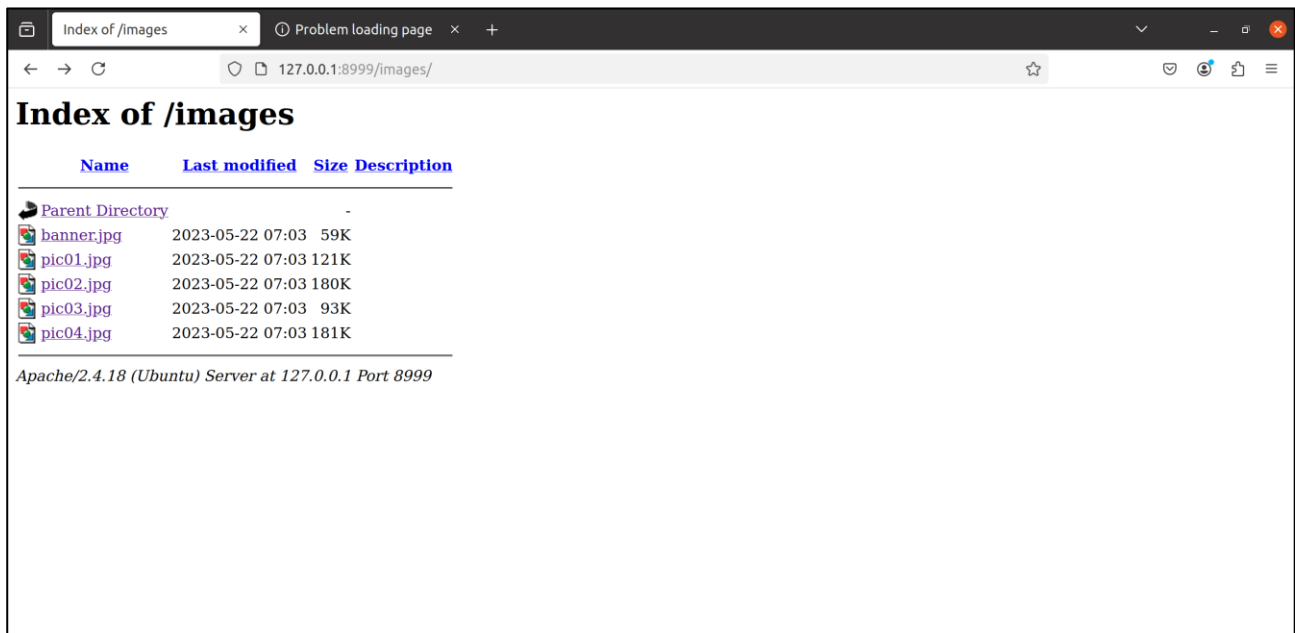 Index of /images
Problem loading page
127.0.0.1:8999/images/
Index of /images
Name Last modified Size Description
Parent Directory -
banner.jpg 2023-05-22 07:03 59K
pic01.jpg 2023-05-22 07:03 121K
pic02.jpg 2023-05-22 07:03 180K
pic03.jpg 2023-05-22 07:03 93K
pic04.jpg 2023-05-22 07:03 181K
Apache/2.4.18 (Ubuntu) Server at 127.0.0.1 Port 8999